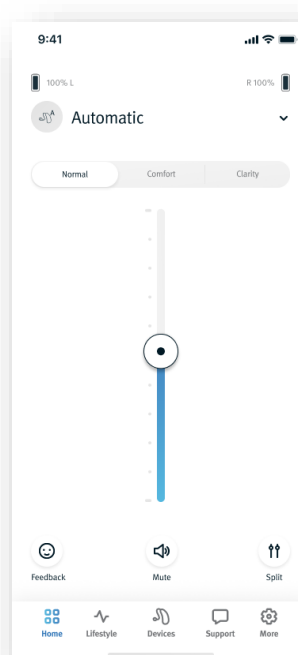 9:41
100% L
R 100%
A
Automatic
Normal
Comfort
Clarity
Feedback
Mute
Split
Home
Lifestyle
Devices
Support
More